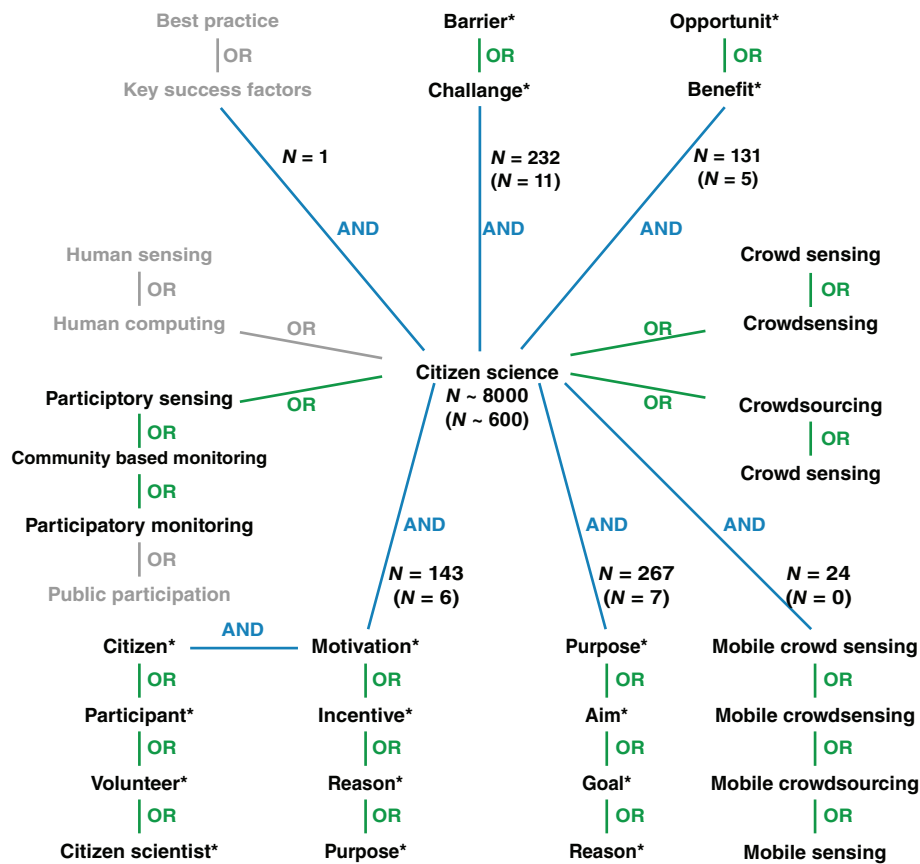 Best practice
OR
Key success factors
Barrier*
OR
Challange*
Opportunit*
OR
Benefit*
N = 1
N = 232
(N = 11)
N = 131
(N = 5)
AND
AND
AND
Human sensing
OR
Human computing
OR
Crowd sensing
OR
Crowdsensing
OR
Citizen science
N ~ 8000
(N ~ 600)
Participtory sensing
OR
OR
Community based monitoring
OR
Participatory monitoring
OR
Public participation
OR
Crowdsourcing
OR
Crowd sensing
AND
AND
AND
N = 143
(N = 6)
N = 267
(N = 7)
N = 24
(N = 0)
Citizen*
AND
Motivation*
Purpose*
Mobile crowd sensing
OR
OR
OR
OR
Participant*
Incentive*
Aim*
Mobile crowdsensing
OR
OR
OR
OR
Volunteer*
Reason*
Goal*
Mobile crowdsourcing
OR
OR
OR
OR
Citizen scientist*
Purpose*
Reason*
Mobile sensing